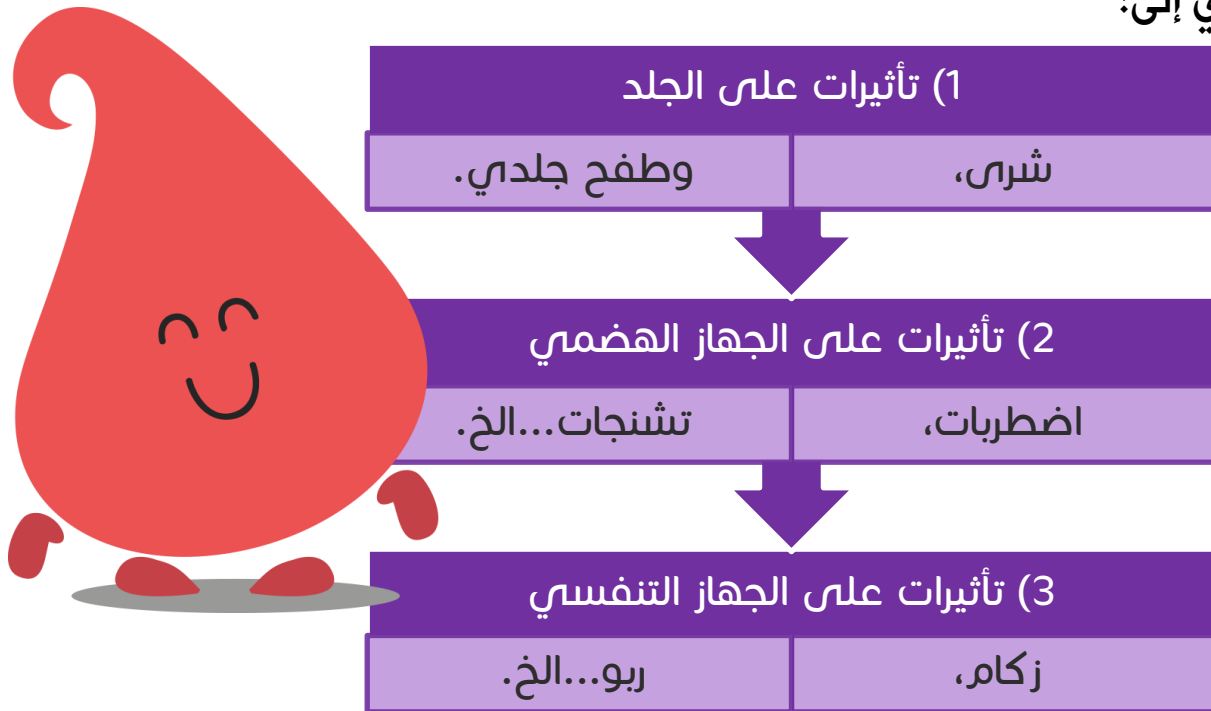 ي إلى:
1) تأثيرات على الجلد
شرى، وطفح جلدي.
2) تأثيرات على الجهاز الهضمي
اضطربات، تشنجات...الخ.
3) تأثيرات على الجهاز التنفسي
زكام، ربو...الخ.